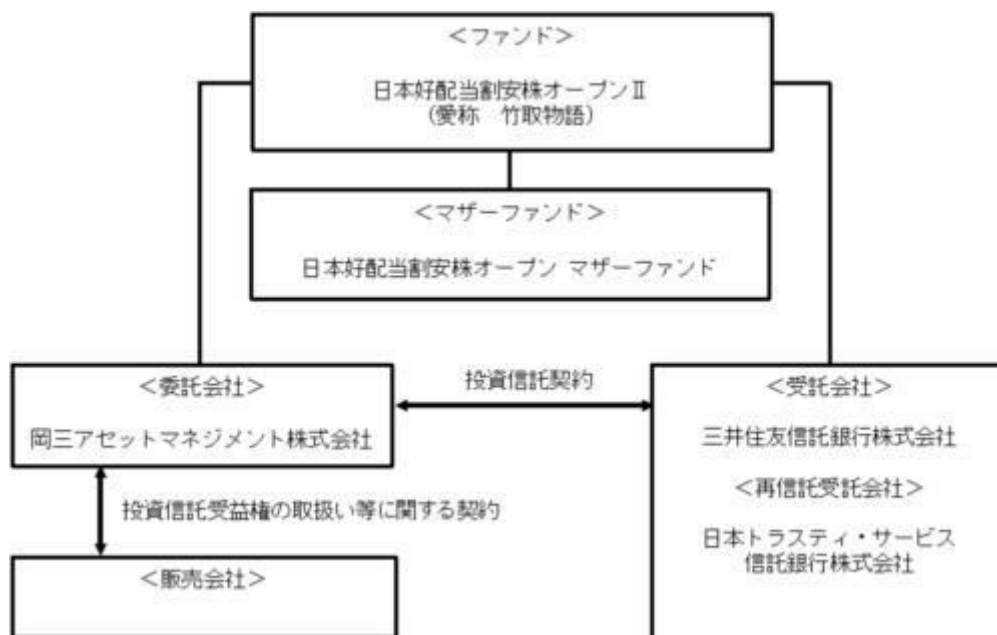 ＜ファンド＞
日本好配当割安株オープンⅡ
（愛称　竹取物語）
＜マザーファンド＞
日本好配当割安株オープン マザーファンド
＜委託会社＞
岡三アセットマネジメント株式会社
投資信託契約
＜受託会社＞
三井住友信託銀行株式会社
＜再信託受託会社＞
日本トラスティ・サービス
信託銀行株式会社
投資信託受益権の取扱い等に関する契約
＜販売会社＞